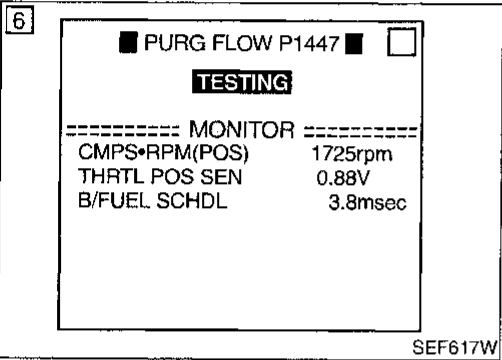 6
■ PURG FLOW P1447 ■ □
TESTING
========= MONITOR =========
CMPS•RPM(POS) 1725rpm
THRTL POS SEN 0.88V
B/FUEL SCHDL 3.8msec
SEF617W